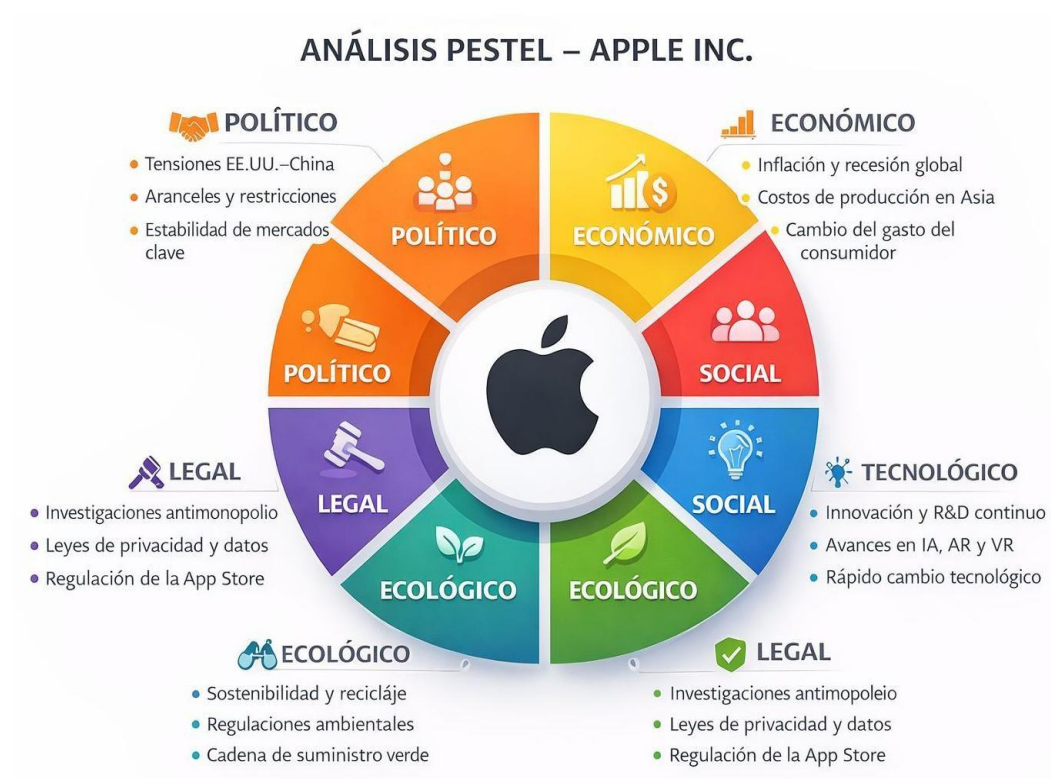 ANÁLISIS PESTEL – APPLE INC.
POLÍTICO
• Tensiones EE.UU.–China
• Aranceles y restricciones
• Estabilidad de mercados
clave
ECONÓMICO
• Inflación y recesión global
• Costos de producción en Asia
• Cambio del gasto del
consumidor
POLÍTICO
$
ECONÓMICO
POLÍTICO
SOCIAL
LEGAL
SOCIAL
ECOLÓGICO
ECOLÓGICO
LEGAL
• Investigaciones antimonopolio
• Leyes de privacidad y datos
• Regulación de la App Store
TECNOLÓGICO
• Innovación y R&D continuo
• Avances en IA, AR y VR
• Rápido cambio tecnológico
ECOLÓGICO
• Sostenibilidad y recicláje
• Regulaciones ambientales
• Cadena de suministro verde
LEGAL
• Investigaciones antimopoleio
• Leyes de privacidad y datos
• Regulación de la App Store